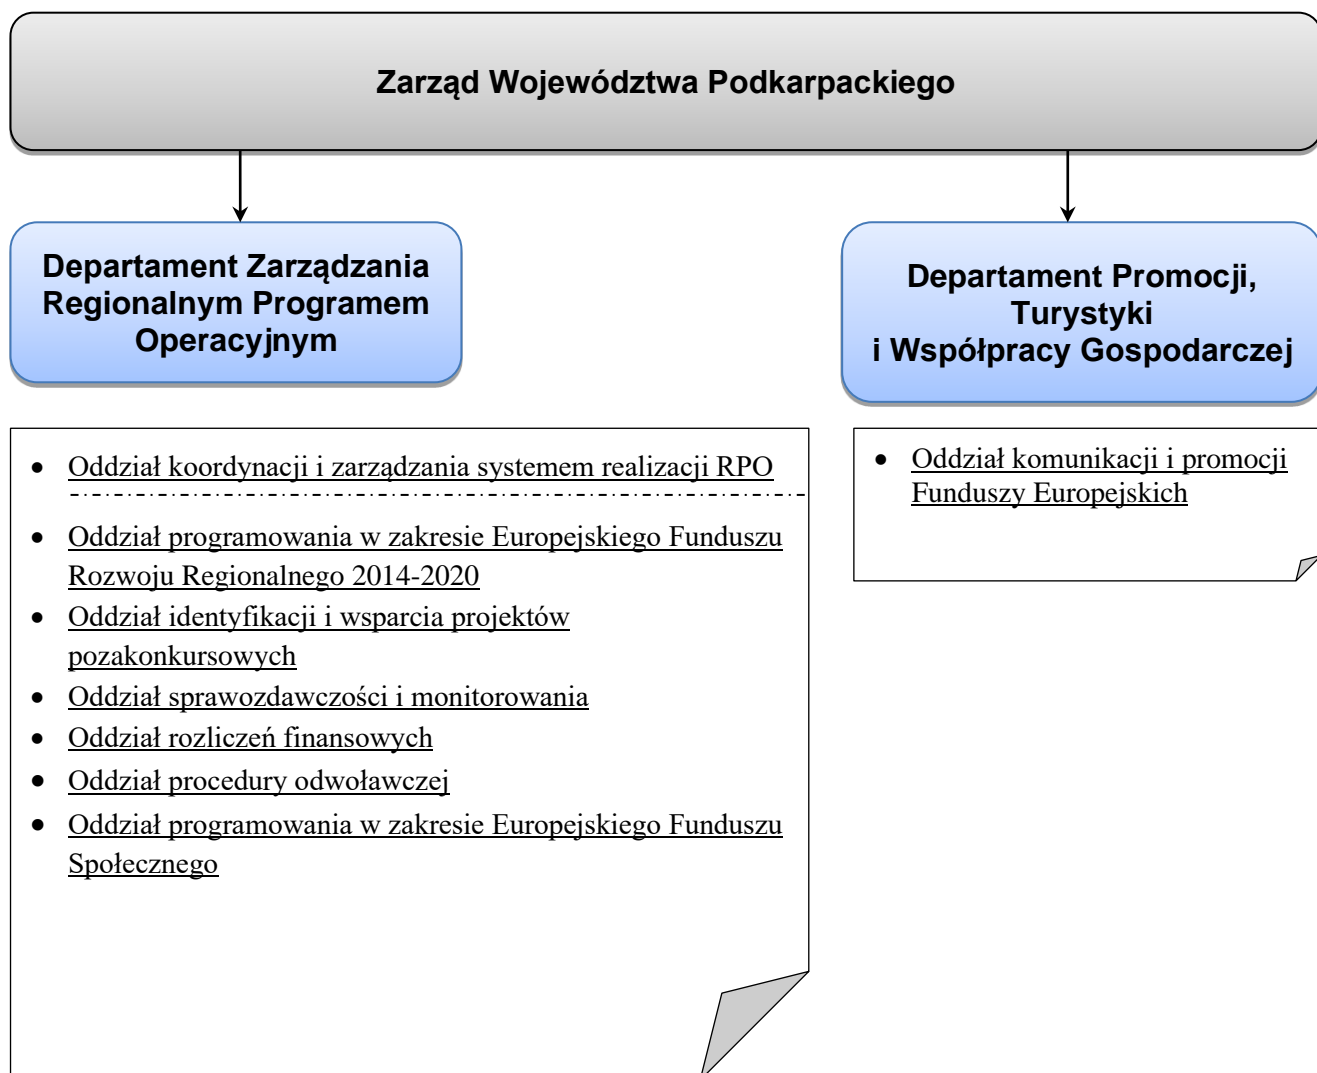 Zarząd Województwa Podkarpackiego
Departament Zarządzania
Regionalnym Programem
Operacyjnym
Departament Promocji,
Turystyki
i Współpracy Gospodarczej
• Oddział koordynacji i zarządzania systemem realizacji RPO
• Oddział programowania w zakresie Europejskiego Funduszu
Rozwoju Regionalnego 2014-2020
• Oddział identyfikacji i wsparcia projektów
pozakonkursowych
• Oddział sprawozdawczości i monitorowania
• Oddział rozliczeń finansowych
• Oddział procedury odwoławczej
• Oddział programowania w zakresie Europejskiego Funduszu
Społecznego
• Oddział komunikacji i promocji
Funduszy Europejskich